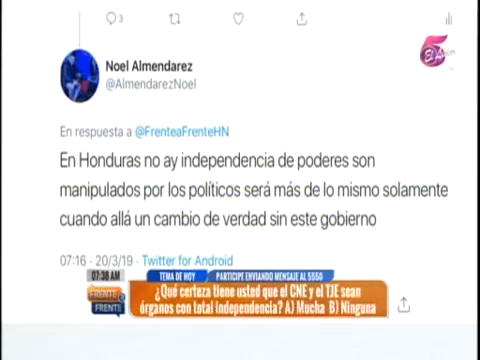 3
5
Noel Almendarez
@AlmendarezNoel
En respuesta a @FrenteaFrenteHN
En Honduras no ay independencia de poderes son
manipulados por los políticos será más de lo mismo solamente
cuando allá un cambio de verdad sin este gobierno
07:16 · 20/3/19 · Twitter for Android
07:38 AM
TEMA DE HOY
PARTICIPE ENVIANDO MENSAJE AL 5550
FRENTE a FRENTE
¿Qué certeza tiene usted que el CNE y el TJE sean
órganos con total independencia? A) Mucha B) Ninguna